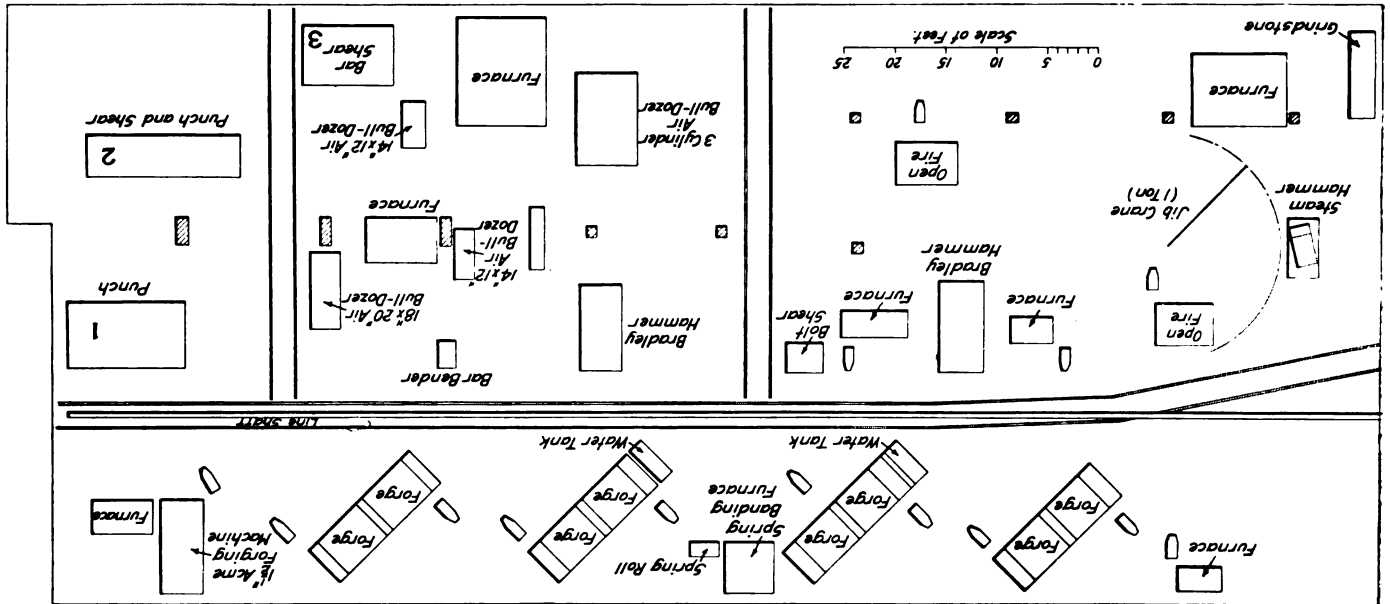 Furnace
Forge
Forge
Water Tank
Forge
Forge
Spring
Banding
Furnace
Spring Roll
Water Tank
Forge
Forge
Forge
Forge
Acme
Forging
Machine
Furnace
Line Shaft
Open
Fire
Furnace
Bradley
Hammer
Furnace
Bolt
Shear
Bradley
Hammer
Bar Bender
18"x20" Air
Bull-Dozer
1
Punch
Steam
Hammer
Jib Crane
(1 Ton)
14"x12"
Air
Bull-
Dozer
Furnace
Open
Fire
3 Cylinder
Air
Bull-Dozer
14"x12" Air
Bull-Dozer
2
Punch and Shear
Furnace
Grindstone
0 5 10 15 20 25
Scale of Feet.
Furnace
Bar
Shear
3